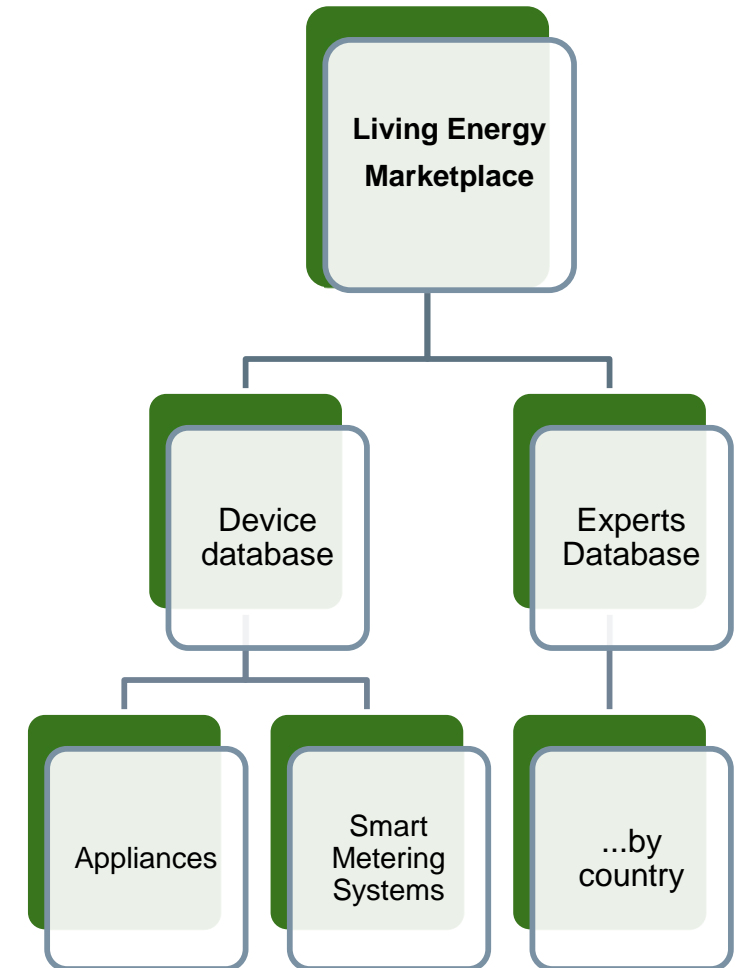 Living Energy
Marketplace
Device
database
Experts
Database
Appliances
Smart
Metering
Systems
...by
country